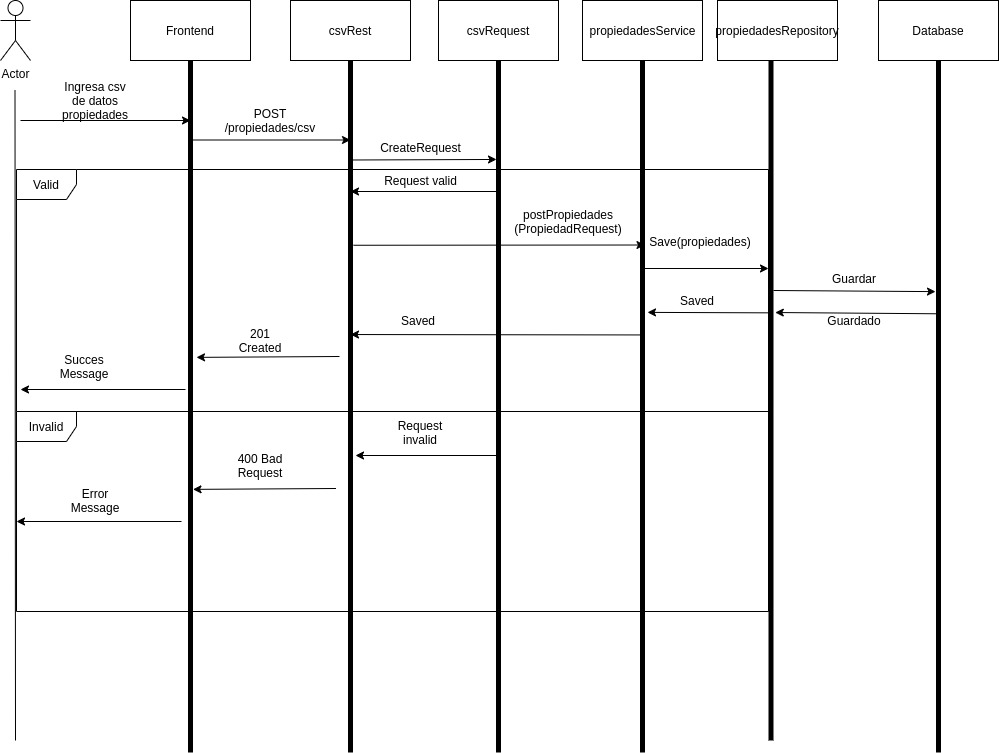 Frontend
csvRest
csvRequest
propiedadesService
propiedadesRepository
Database
Actor
Ingresa csv
de datos
propiedades
POST
/propiedades/csv
CreateRequest
Valid
Request valid
postPropiedades
(PropiedadRequest)
Save(propiedades)
Guardar
Saved
Guardado
Saved
201
Created
Succes
Message
Invalid
Request
invalid
400 Bad
Request
Error
Message